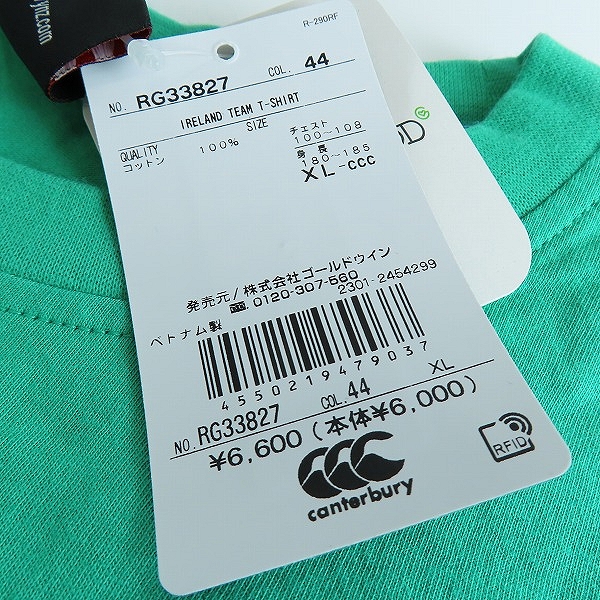 ynz.com
R-290RF
NO. RG33827 COL. 44
IRELAND TEAM T-SHIRT
QUALITY SIZE
コットン 100% チェスト
100~108
身長
180~185
XL-CCC
OD
発売元/株式会社ゴールドウイン
0120-307-560
2301-2454299
ベトナム製
4550219479037
NO. RG33827 COL. 44 XL
¥6,600(本体¥6,000)
canterbury
RFID